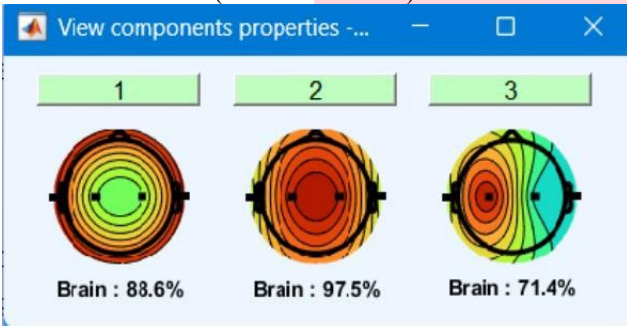 View components properties -...
1 2 3
Brain : 88.6% Brain : 97.5% Brain : 71.4%